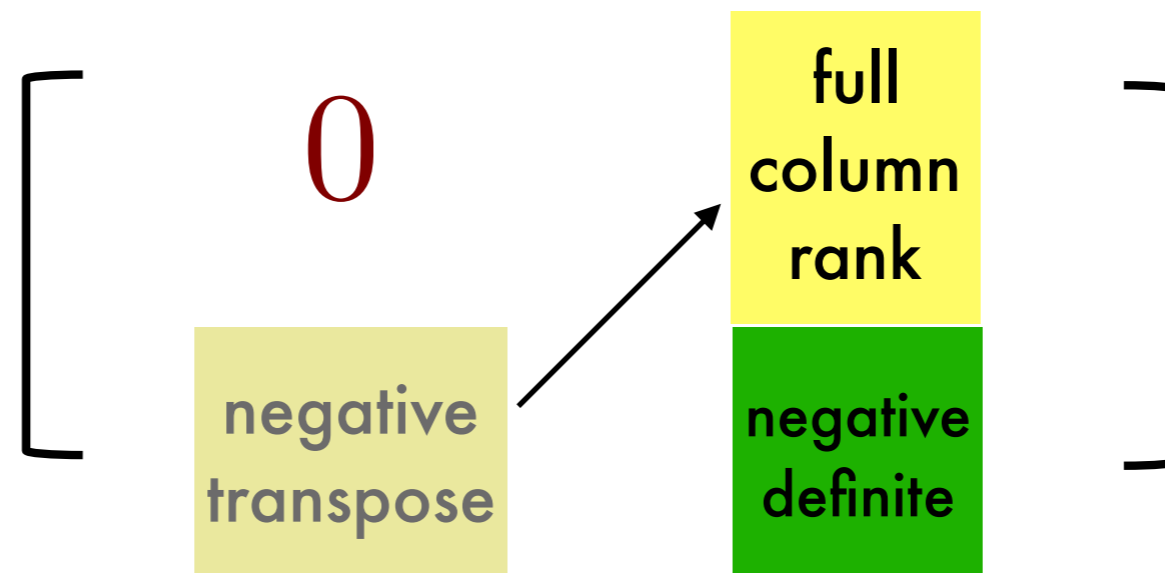 0
full
column
rank
negative
transpose
negative
definite